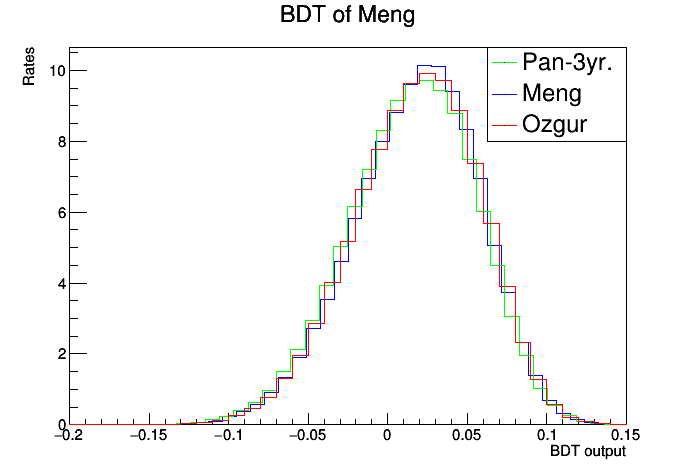 BDT of Meng
Rates
Pan-3yr.
Meng
Ozgur
10
8
6
4
2
0
−0.2 −0.15 −0.1 −0.05 0 0.05 0.1 0.15
BDT output